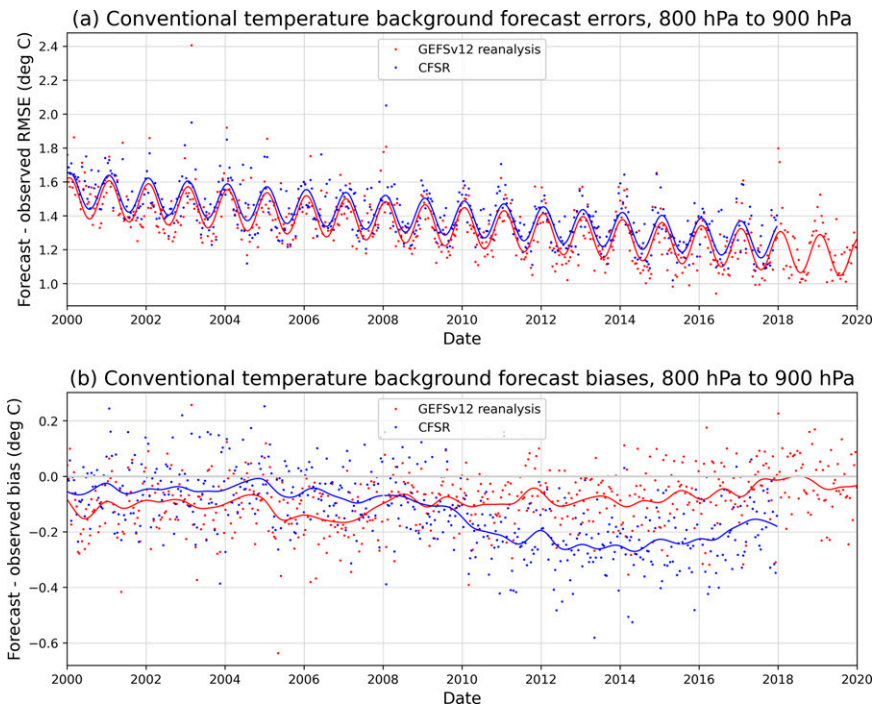 (a) Conventional temperature background forecast errors, 800 hPa to 900 hPa
GEFSv12 reanalysis
CFSR
Forecast - observed RMSE (deg C)
2.4
2.2
2.0
1.8
1.6
1.4
1.2
1.0
2000 2002 2004 2006 2008 2010 2012 2014 2016 2018 2020
Date
(b) Conventional temperature background forecast biases, 800 hPa to 900 hPa
GEFSv12 reanalysis
CFSR
Forecast - observed bias (deg C)
0.2
0.0
−0.2
−0.4
−0.6
2000 2002 2004 2006 2008 2010 2012 2014 2016 2018 2020
Date